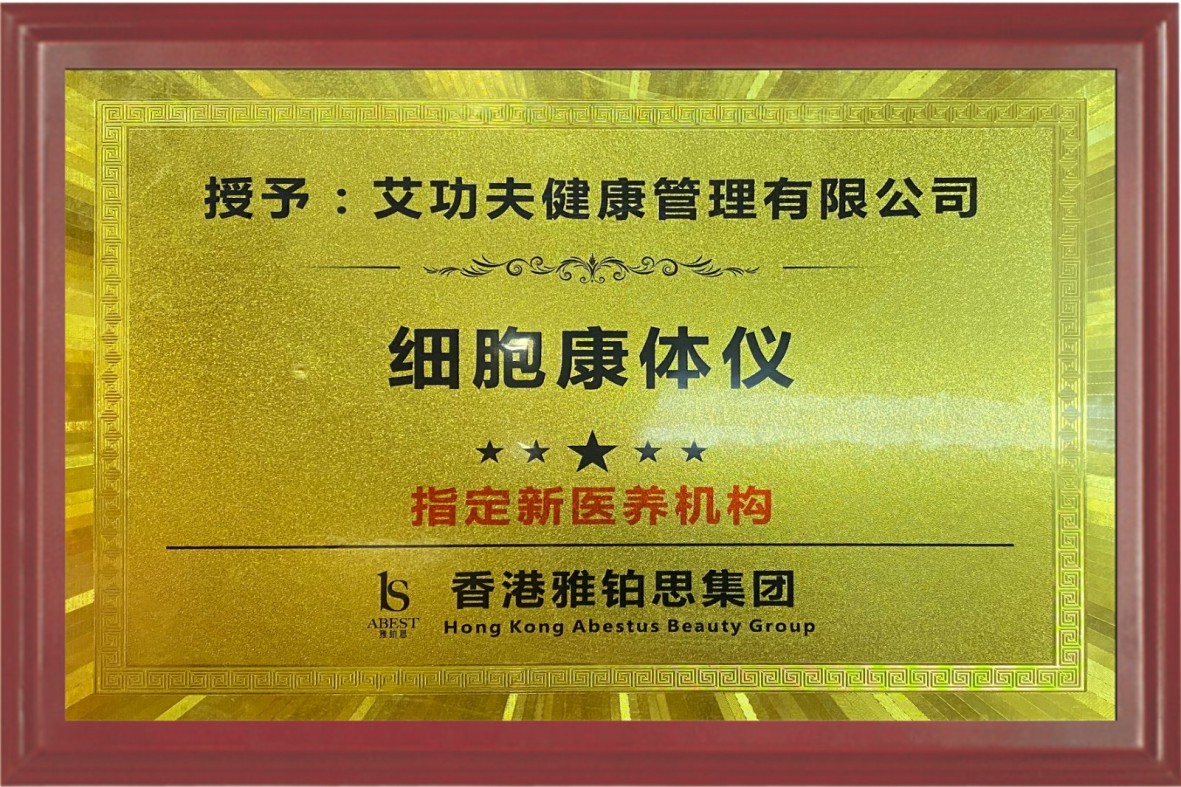 授予：艾功夫健康管理有限公司
细胞康体仪
指定新医养机构
香港雅铂思集团
Hong Kong Abestus Beauty Group
ABEST
雅铂思